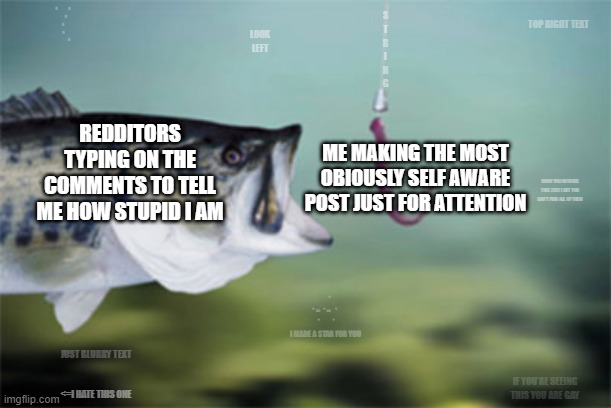 TOP RIGHT TEXT
LOOK
LEFT
S
T
R
I
N
G
REDDITORS
TYPING ON THE
COMMENTS TO TELL
ME HOW STUPID I AM
ME MAKING THE MOST
OBIOUSLY SELF AWARE
POST JUST FOR ATTENTION
I MADE A STAR FOR YOU
JUST BLURRY TEXT
<--I HATE THIS ONE
IF YOU'RE SEEING
THIS YOU ARE GAY
imgflip.com